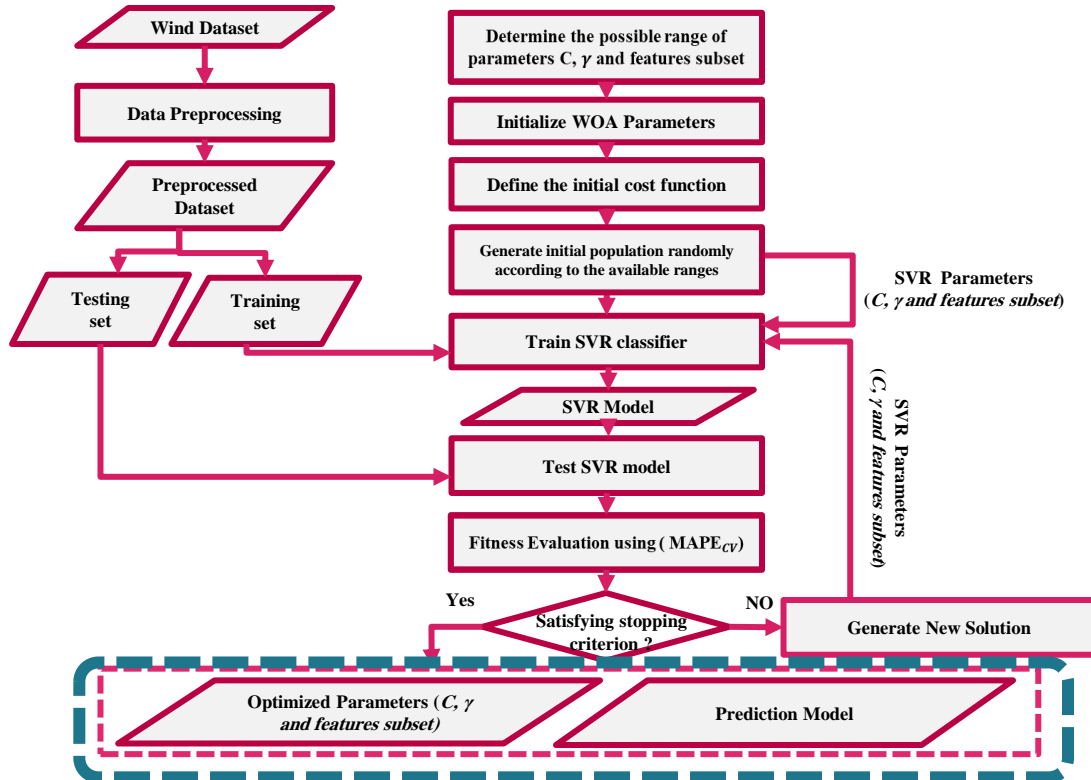 Wind Dataset
Data Preprocessing
Preprocessed
Dataset
Testing
set
Training
set
Determine the possible range of
parameters C, γ and features subset
Initialize WOA Parameters
Define the initial cost function
Generate initial population randomly
according to the available ranges
SVR Parameters
(C, γ and features subset)
Train SVR classifier
SVR Model
Test SVR model
Fitness Evaluation using ( MAPE_CV)
SVR Parameters
(C, γ and features subset)
Yes
Satisfying stopping
criterion ?
NO
Generate New Solution
Optimized Parameters (C, γ
and features subset)
Prediction Model